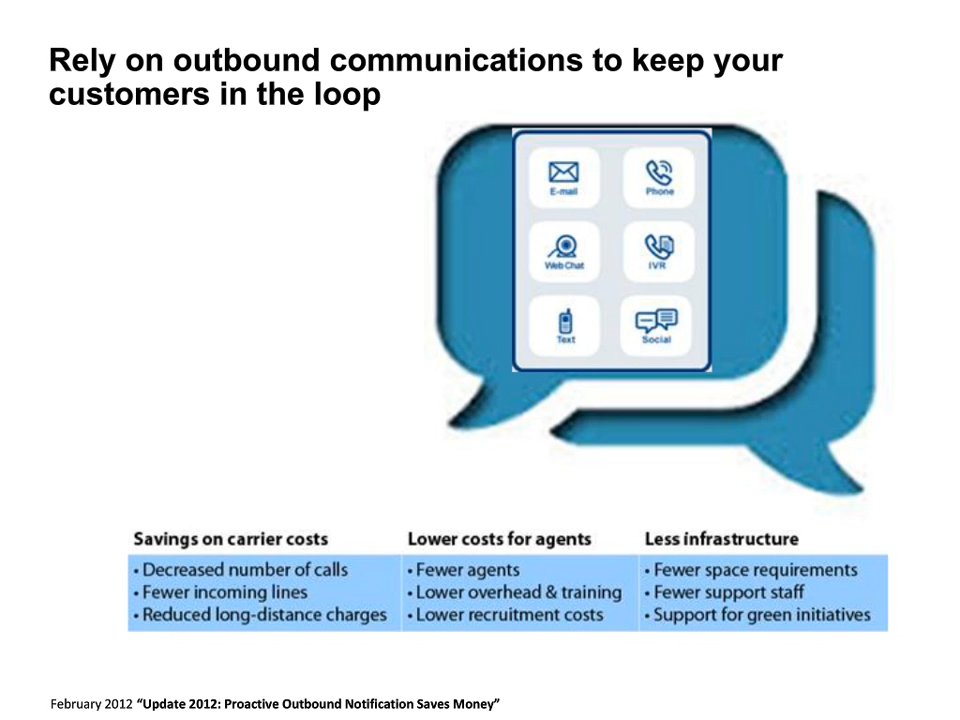 Rely on outbound communications to keep your
customers in the loop
E-mail
Phone
Web Chat
IVR
Text
Social
Savings on carrier costs
• Decreased number of calls
• Fewer incoming lines
• Reduced long-distance charges
Lower costs for agents
• Fewer agents
• Lower overhead & training
• Lower recruitment costs
Less infrastructure
• Fewer space requirements
• Fewer support staff
• Support for green initiatives
February 2012 “Update 2012: Proactive Outbound Notification Saves Money”